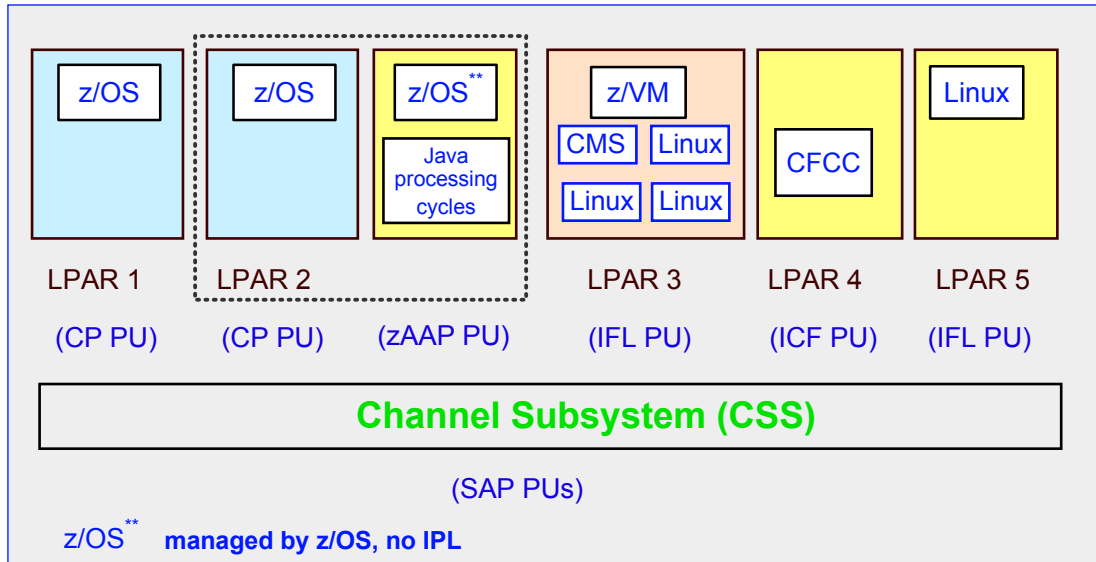 z/OS
z/OS
z/OS**
z/VM
Linux
Java
processing
cycles
CMS
Linux
Linux
Linux
CFCC
LPAR 1
LPAR 2
LPAR 3
LPAR 4
LPAR 5
(CP PU)
(CP PU)
(zAAP PU)
(IFL PU)
(ICF PU)
(IFL PU)
Channel Subsystem (CSS)
(SAP PUs)
z/OS** managed by z/OS, no IPL